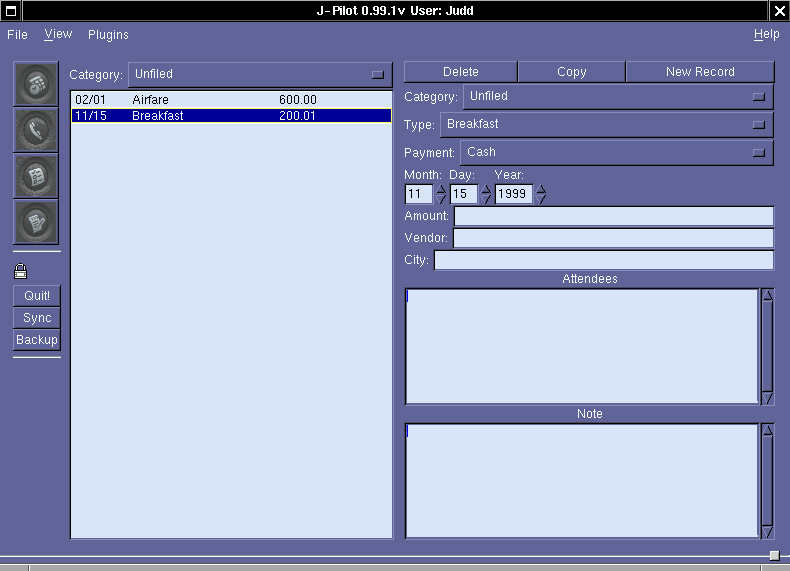 J-Pilot 0.99.1v User: Judd
File View Plugins Help
Category: Unfiled
02/01 Airfare 600.00
11/15 Breakfast 200.01
Quit!
Sync
Backup
Delete Copy New Record
Category: Unfiled
Type: Breakfast
Payment: Cash
Month: Day: Year:
11 15 1999
Amount:
Vendor:
City:
Attendees
Note